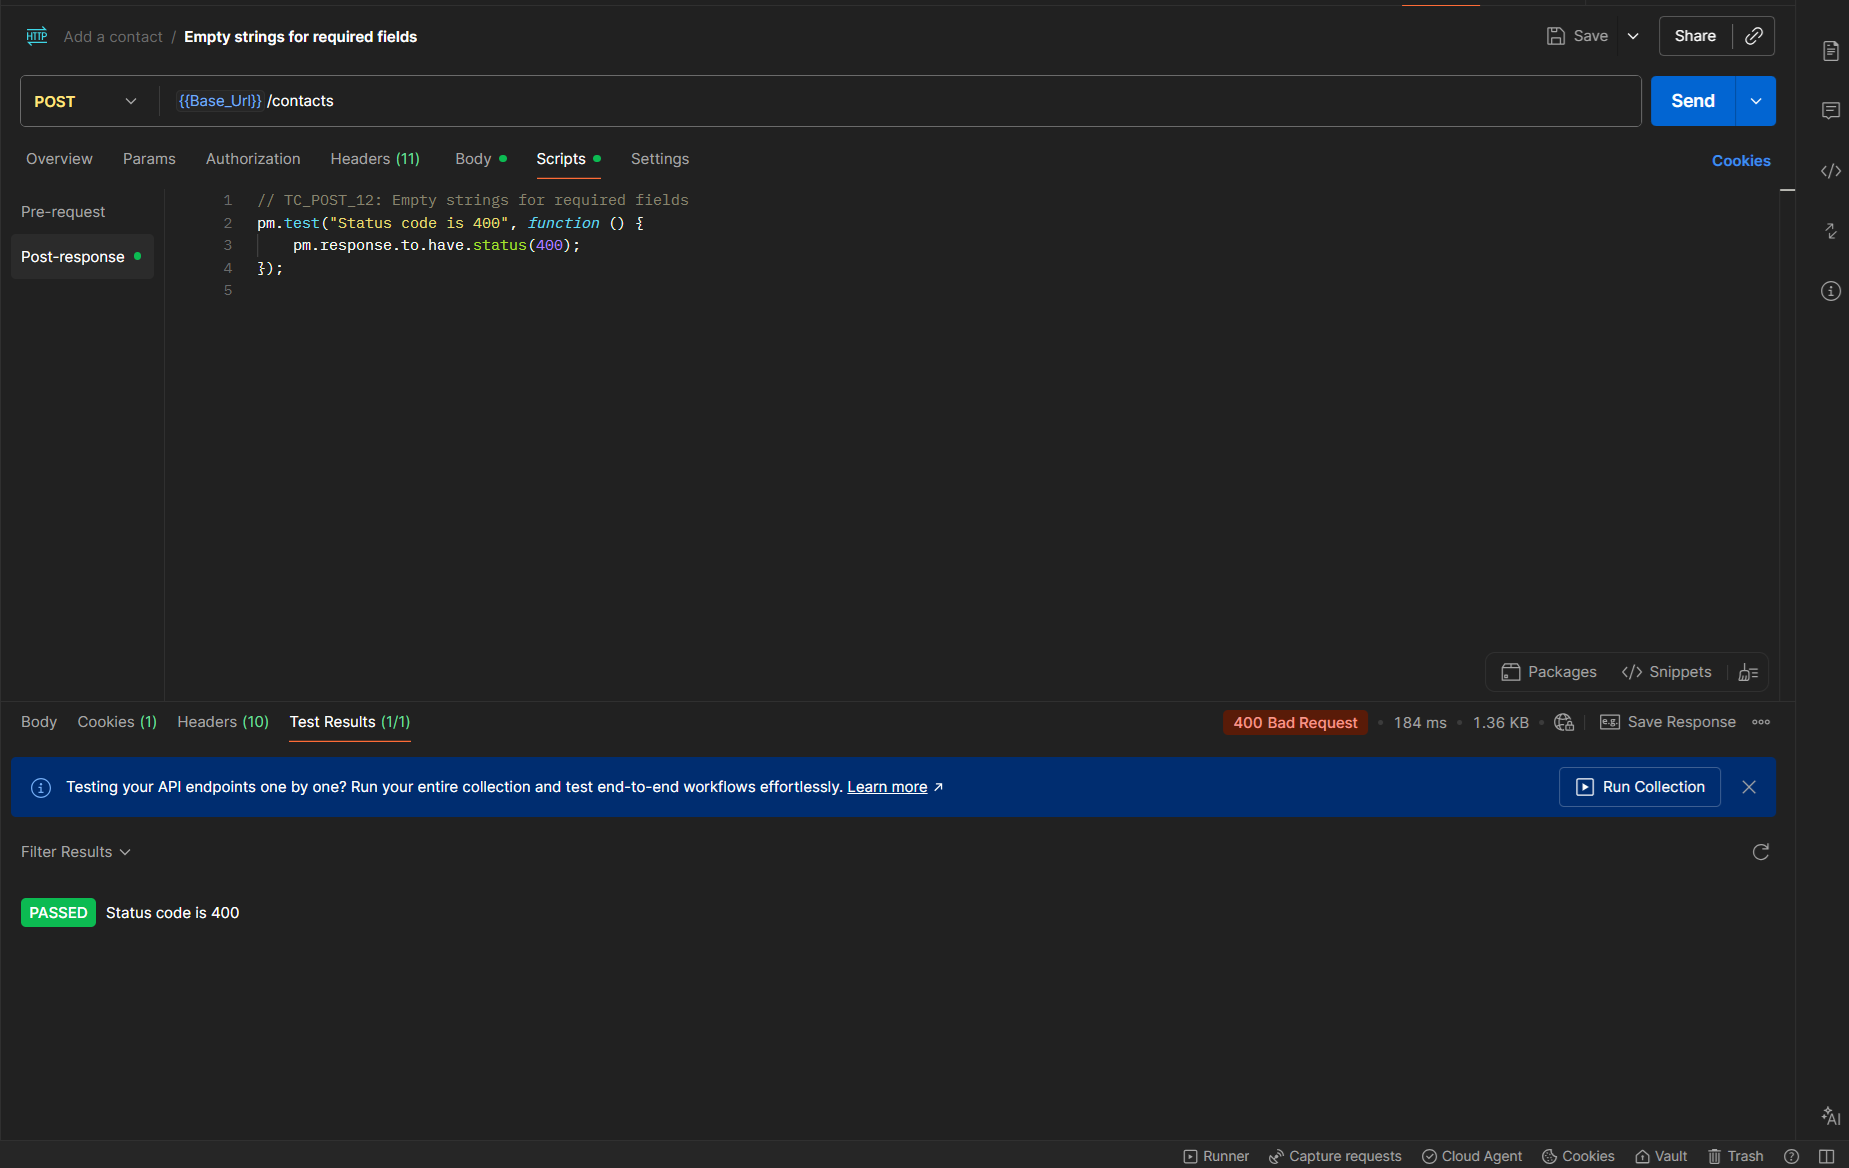 HTTP Add a contact / Empty strings for required fields Save Share
POST {{Base_Url}} /contacts Send
Overview Params Authorization Headers (11) Body Scripts Settings Cookies
Pre-request
Post-response
1 // TC_POST_12: Empty strings for required fields
2 pm.test("Status code is 400", function () {
3 pm.response.to.have.status(400);
4 });
5
Packages </> Snippets
Body Cookies (1) Headers (10) Test Results (1/1) 400 Bad Request • 184 ms • 1.36 KB • e.g. Save Response
Testing your API endpoints one by one? Run your entire collection and test end-to-end workflows effortlessly. Learn more ↗ Run Collection
Filter Results
PASSED Status code is 400
AI
Runner Capture requests Cloud Agent Cookies Vault Trash